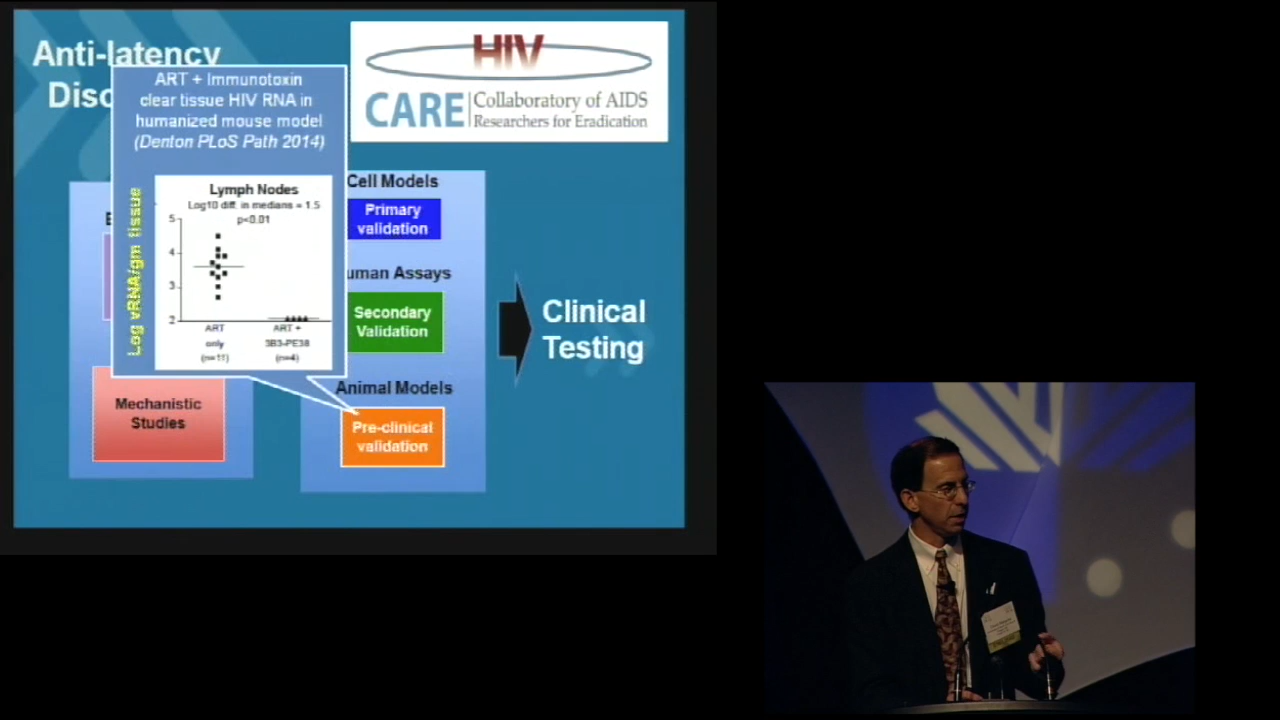 Anti-latency
HIV
CARE
Collaboratory of AIDS
Researchers for Eradication
ART + Immunotoxin
clear tissue HIV RNA in
humanized mouse model
(Denton PLoS Path 2014)
Log vRNA/gm tissue
Lymph Nodes
Log10 diff. in medians = 1.5
p<0.01
5
4
3
2
ART
only
(n=11)
ART +
3B3-PE38
(n=4)
Cell Models
Primary
validation
Assays
Secondary
Validation
Animal Models
Pre-clinical
validation
Mechanistic
Studies
Clinical
Testing